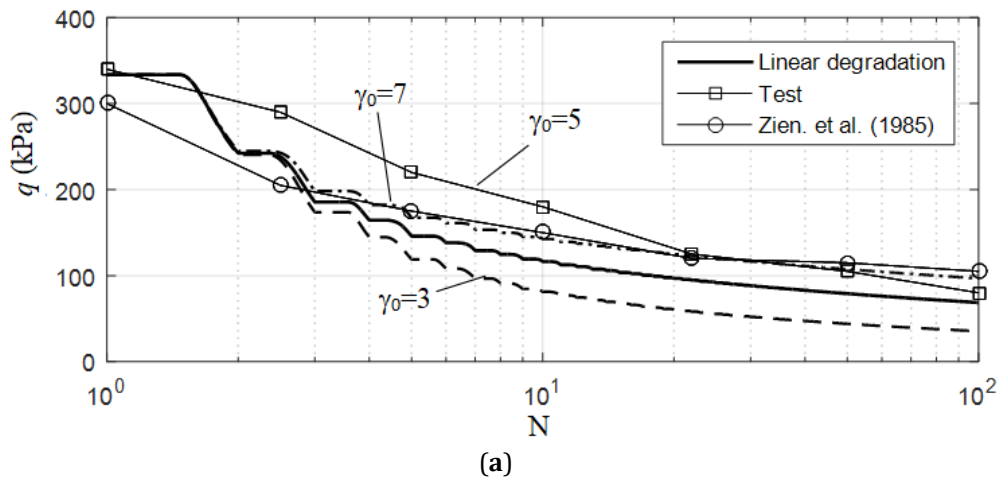 400
300
200
100
0
q (kPa)
γ₀=7
γ₀=5
γ₀=3
Linear degradation
Test
Zien. et al. (1985)
10⁰
10¹
10²
N
(a)